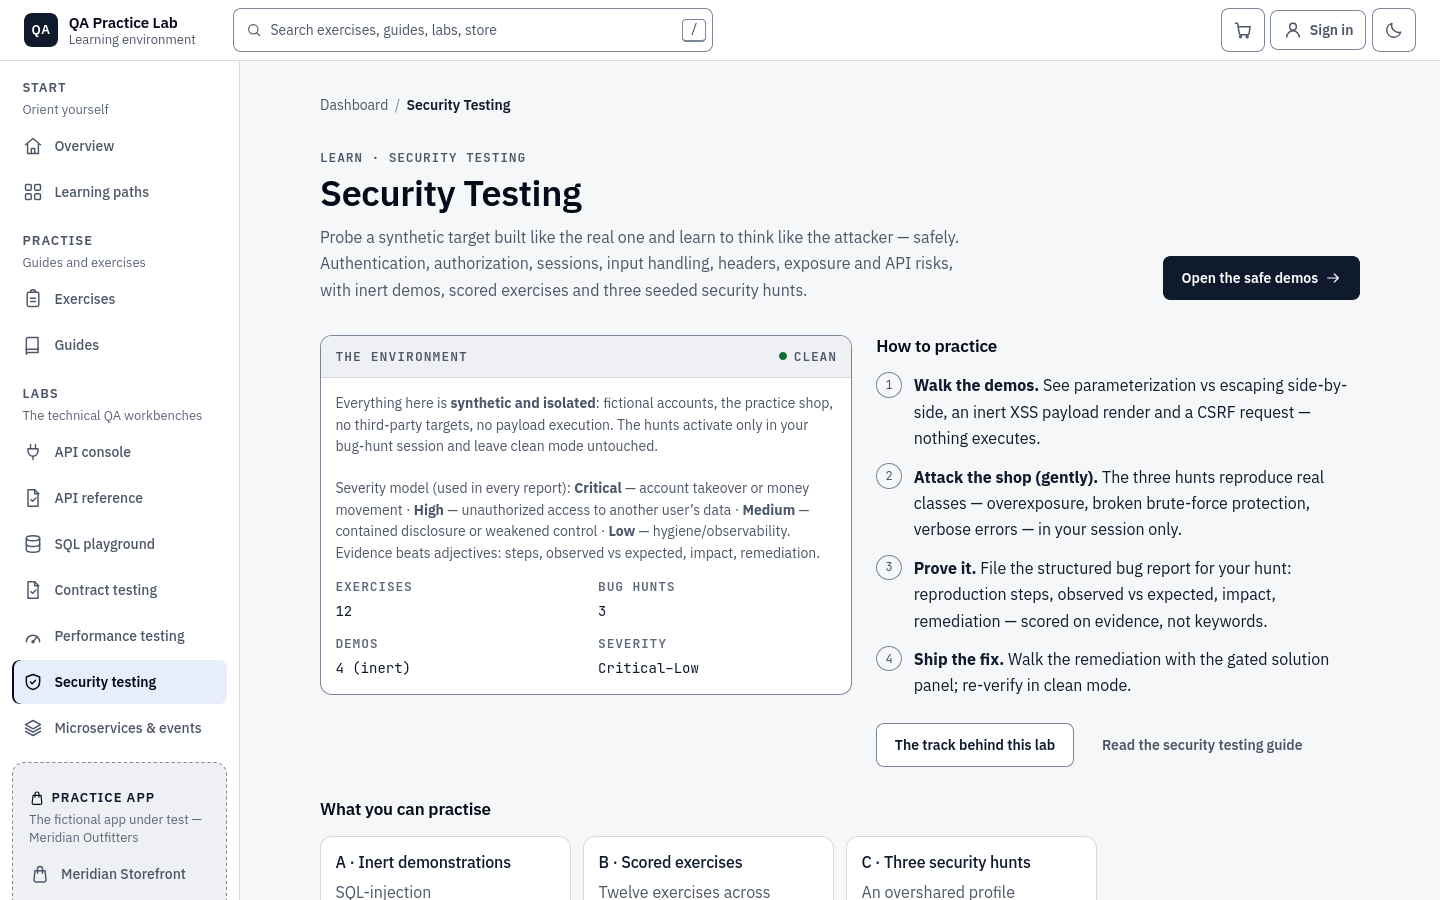 QA
QA Practice Lab
Learning environment
Search exercises, guides, labs, store
/
Sign in
START
Orient yourself
Overview
Learning paths
PRACTISE
Guides and exercises
Exercises
Guides
LABS
The technical QA workbenches
API console
API reference
SQL playground
Contract testing
Performance testing
Security testing
Microservices & events
PRACTICE APP
The fictional app under test —
Meridian Outfitters
Meridian Storefront
Dashboard / Security Testing
LEARN · SECURITY TESTING
Security Testing
Probe a synthetic target built like the real one and learn to think like the attacker — safely.
Authentication, authorization, sessions, input handling, headers, exposure and API risks,
with inert demos, scored exercises and three seeded security hunts.
Open the safe demos →
THE ENVIRONMENT
CLEAN
Everything here is synthetic and isolated: fictional accounts, the practice shop,
no third-party targets, no payload execution. The hunts activate only in your
bug-hunt session and leave clean mode untouched.
Severity model (used in every report): Critical — account takeover or money
movement · High — unauthorized access to another user's data · Medium —
contained disclosure or weakened control · Low — hygiene/observability.
Evidence beats adjectives: steps, observed vs expected, impact, remediation.
EXERCISES
12
BUG HUNTS
3
DEMOS
4 (inert)
SEVERITY
Critical–Low
How to practice
1
Walk the demos. See parameterization vs escaping side-by-
side, an inert XSS payload render and a CSRF request —
nothing executes.
2
Attack the shop (gently). The three hunts reproduce real
classes — overexposure, broken brute-force protection,
verbose errors — in your session only.
3
Prove it. File the structured bug report for your hunt:
reproduction steps, observed vs expected, impact,
remediation — scored on evidence, not keywords.
4
Ship the fix. Walk the remediation with the gated solution
panel; re-verify in clean mode.
The track behind this lab
Read the security testing guide
What you can practise
A · Inert demonstrations
SQL-injection
B · Scored exercises
Twelve exercises across
C · Three security hunts
An overshared profile